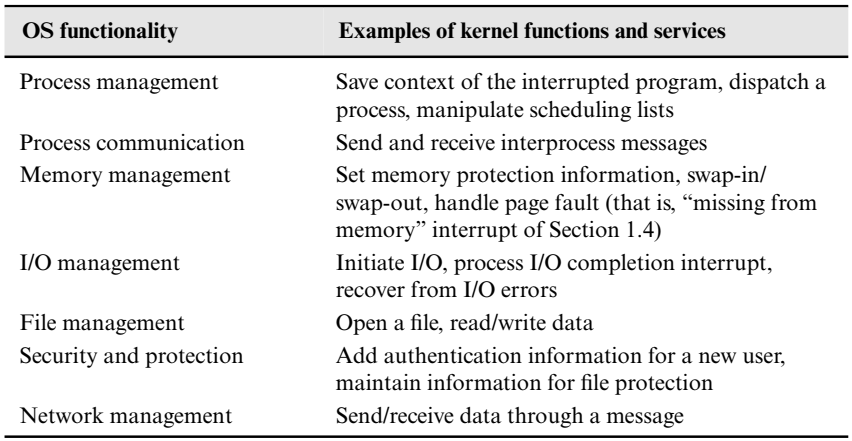 OS functionality Examples of kernel functions and services
Process management Save context of the interrupted program, dispatch a
process, manipulate scheduling lists
Process communication Send and receive interprocess messages
Memory management Set memory protection information, swap-in/
swap-out, handle page fault (that is, “missing from
memory” interrupt of Section 1.4)
I/O management Initiate I/O, process I/O completion interrupt,
recover from I/O errors
File management Open a file, read/write data
Security and protection Add authentication information for a new user,
maintain information for file protection
Network management Send/receive data through a message